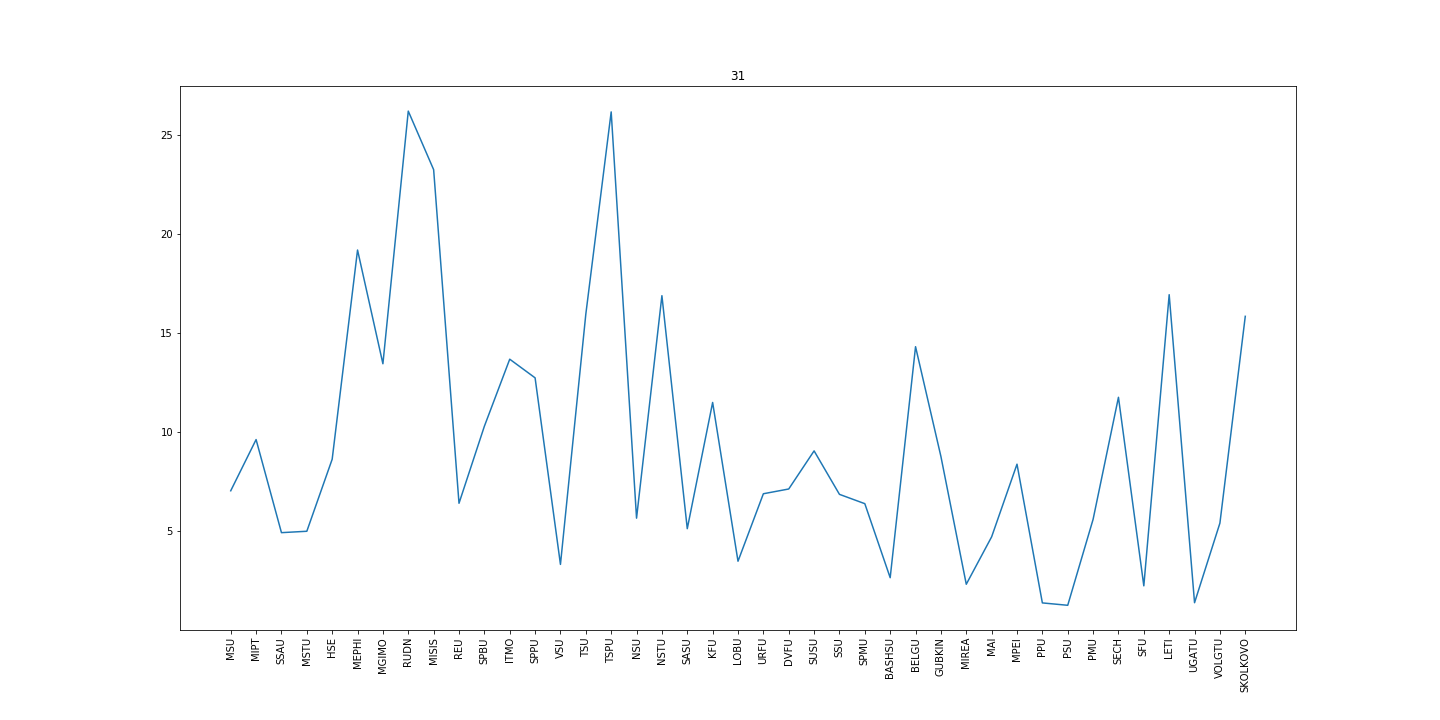 31
25
20
15
10
5
MSU
MIPT
SSAU
MSTU
HSE
MEPHI
MGIMO
RUDN
MISIS
REU
SPBU
ITMO
SPPU
VSU
TSU
TSPU
NSU
NSTU
SASU
KFU
LOBU
URFU
DVFU
SUSU
SSU
SPMU
BASHSU
BELGU
GUBKIN
MIREA
MAI
MPEI
PPU
PSU
PMU
SECH
SFU
LETI
UGATU
VOLGTU
SKOLKOVO